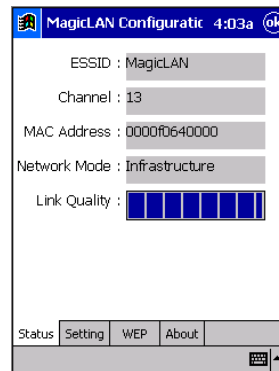 MagicLAN Configuratic 4:03a ok
ESSID : MagicLAN
Channel : 13
MAC Address : 0000f0640000
Network Mode : Infrastructure
Link Quality :
Status Setting WEP About